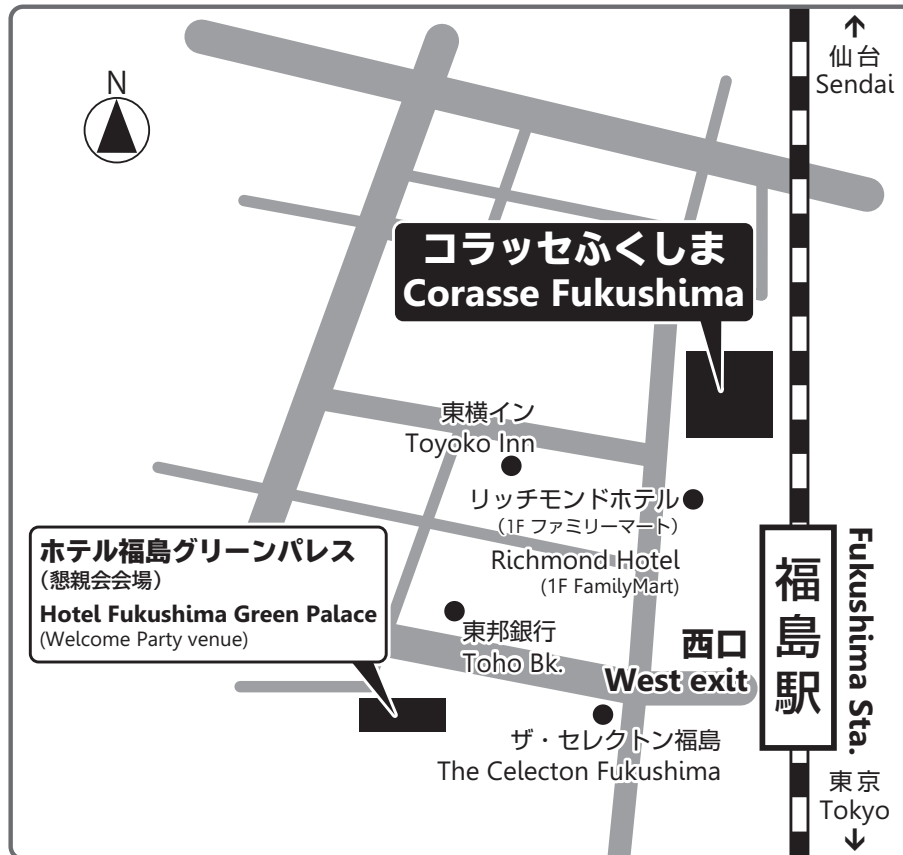 ↑
仙台
Sendai
N
コラッセふくしま
Corasse Fukushima
東横イン
Toyoko Inn
リッチモンドホテル
（1F ファミリーマート）
Richmond Hotel
(1F FamilyMart)
ホテル福島グリーンパレス
（懇親会会場）
Hotel Fukushima Green Palace
(Welcome Party venue)
東邦銀行
Toho Bk.
西口
West exit
福島駅
Fukushima Sta.
ザ・セレクトン福島
The Celecton Fukushima
東京
Tokyo
↓